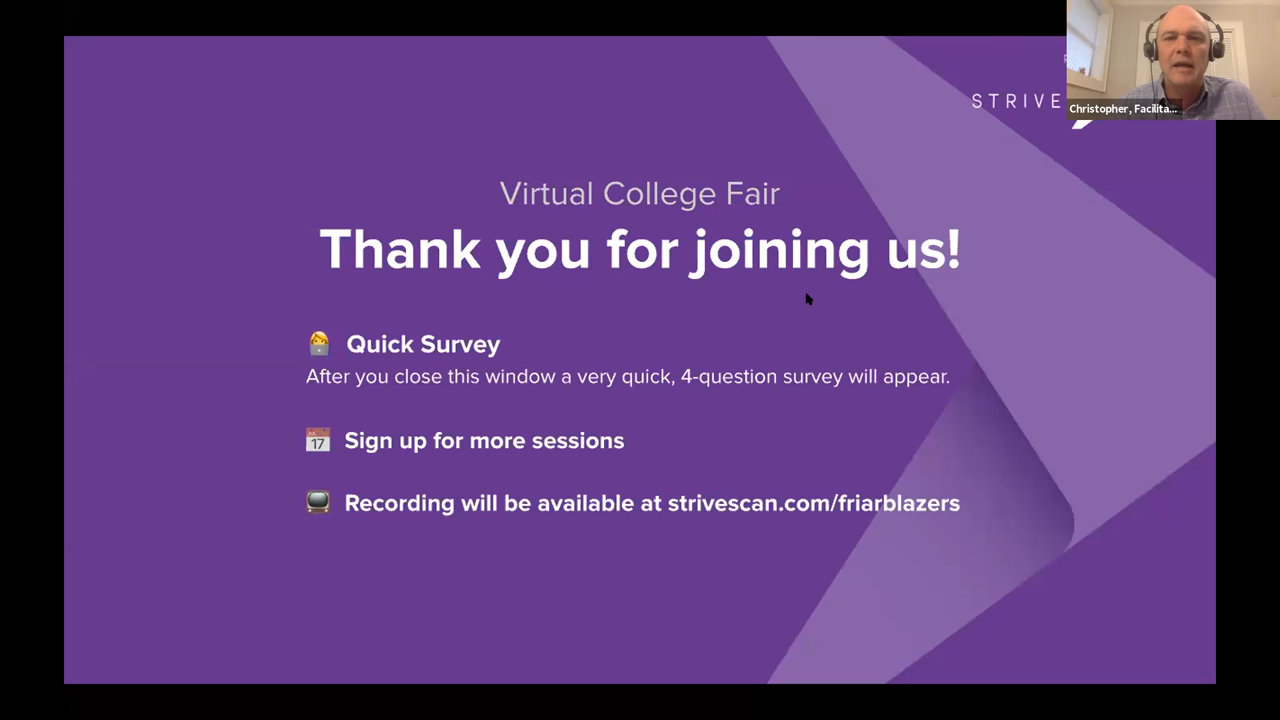 STRIVE
Christopher, Facilita...
Virtual College Fair
Thank you for joining us!
Quick Survey
After you close this window a very quick, 4-question survey will appear.
17
Sign up for more sessions
Recording will be available at strivescan.com/friarblazers